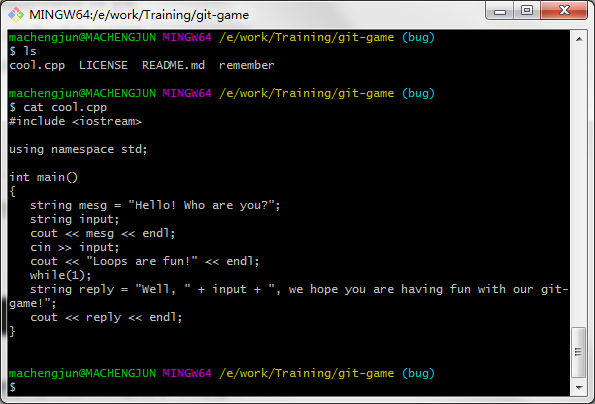 MINGW64:/e/work/Training/git-game
machengjun@MACHENGJUN MINGW64 /e/work/Training/git-game (bug)
$ ls
cool.cpp  LICENSE  README.md  remember
machengjun@MACHENGJUN MINGW64 /e/work/Training/git-game (bug)
$ cat cool.cpp
#include <iostream>
using namespace std;
int main()
{
   string mesg = "Hello! Who are you?";
   string input;
   cout << mesg << endl;
   cin >> input;
   cout << "Loops are fun!" << endl;
   while(1);
   string reply = "Well, " + input + ", we hope you are having fun with our git-
game!";
   cout << reply << endl;
}
machengjun@MACHENGJUN MINGW64 /e/work/Training/git-game (bug)
$